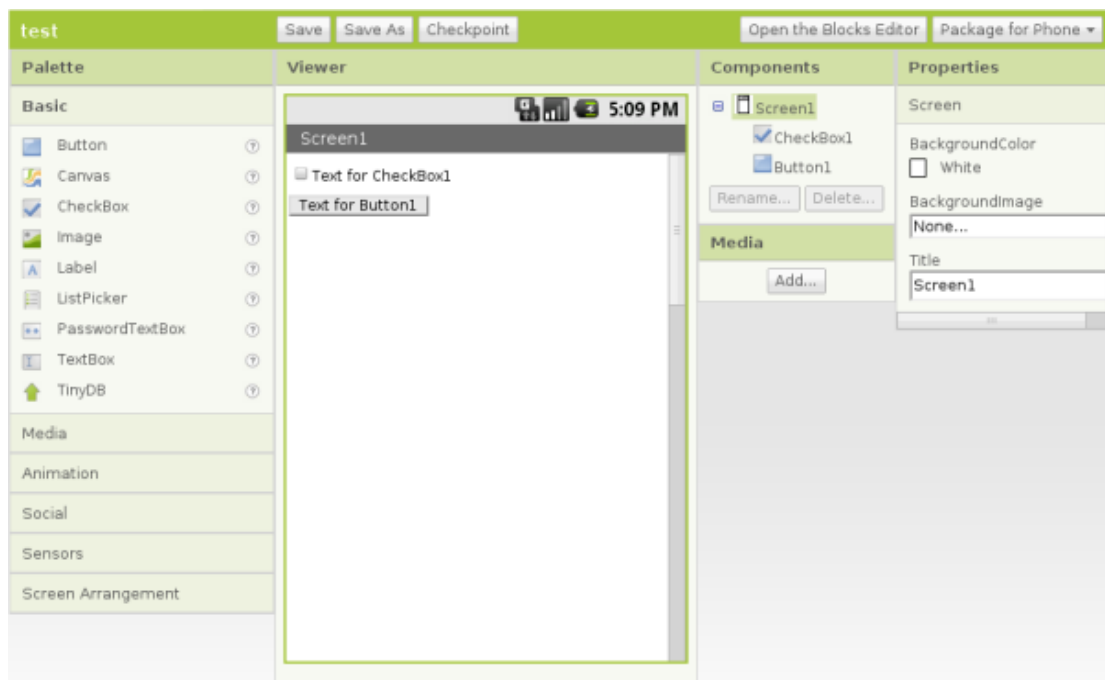 test
Save
Save As
Checkpoint
Open the Blocks Editor
Package for Phone
Palette
Basic
Button
Canvas
CheckBox
Image
Label
ListPicker
PasswordTextBox
TextBox
TinyDB
Media
Animation
Social
Sensors
Screen Arrangement
Viewer
5:09 PM
Screen1
Text for CheckBox1
Text for Button1
Components
Screen1
CheckBox1
Button1
Rename...
Delete...
Media
Add...
Properties
Screen
BackgroundColor
White
BackgroundImage
None...
Title
Screen1